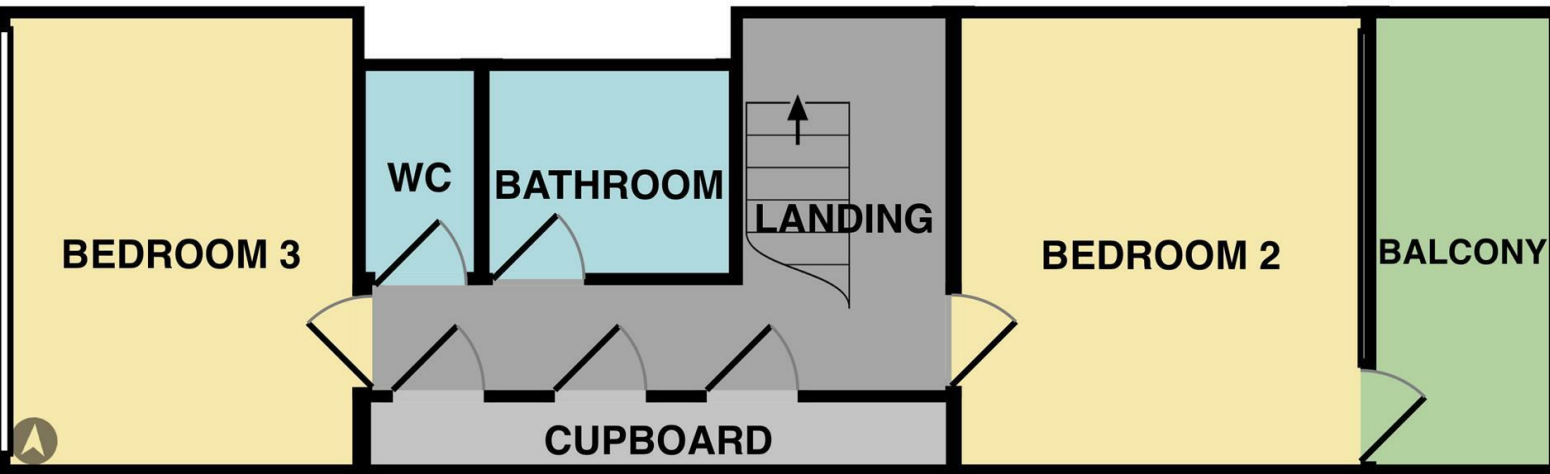 BEDROOM 3
WC
BATHROOM
LANDING
BEDROOM 2
BALCONY
CUPBOARD